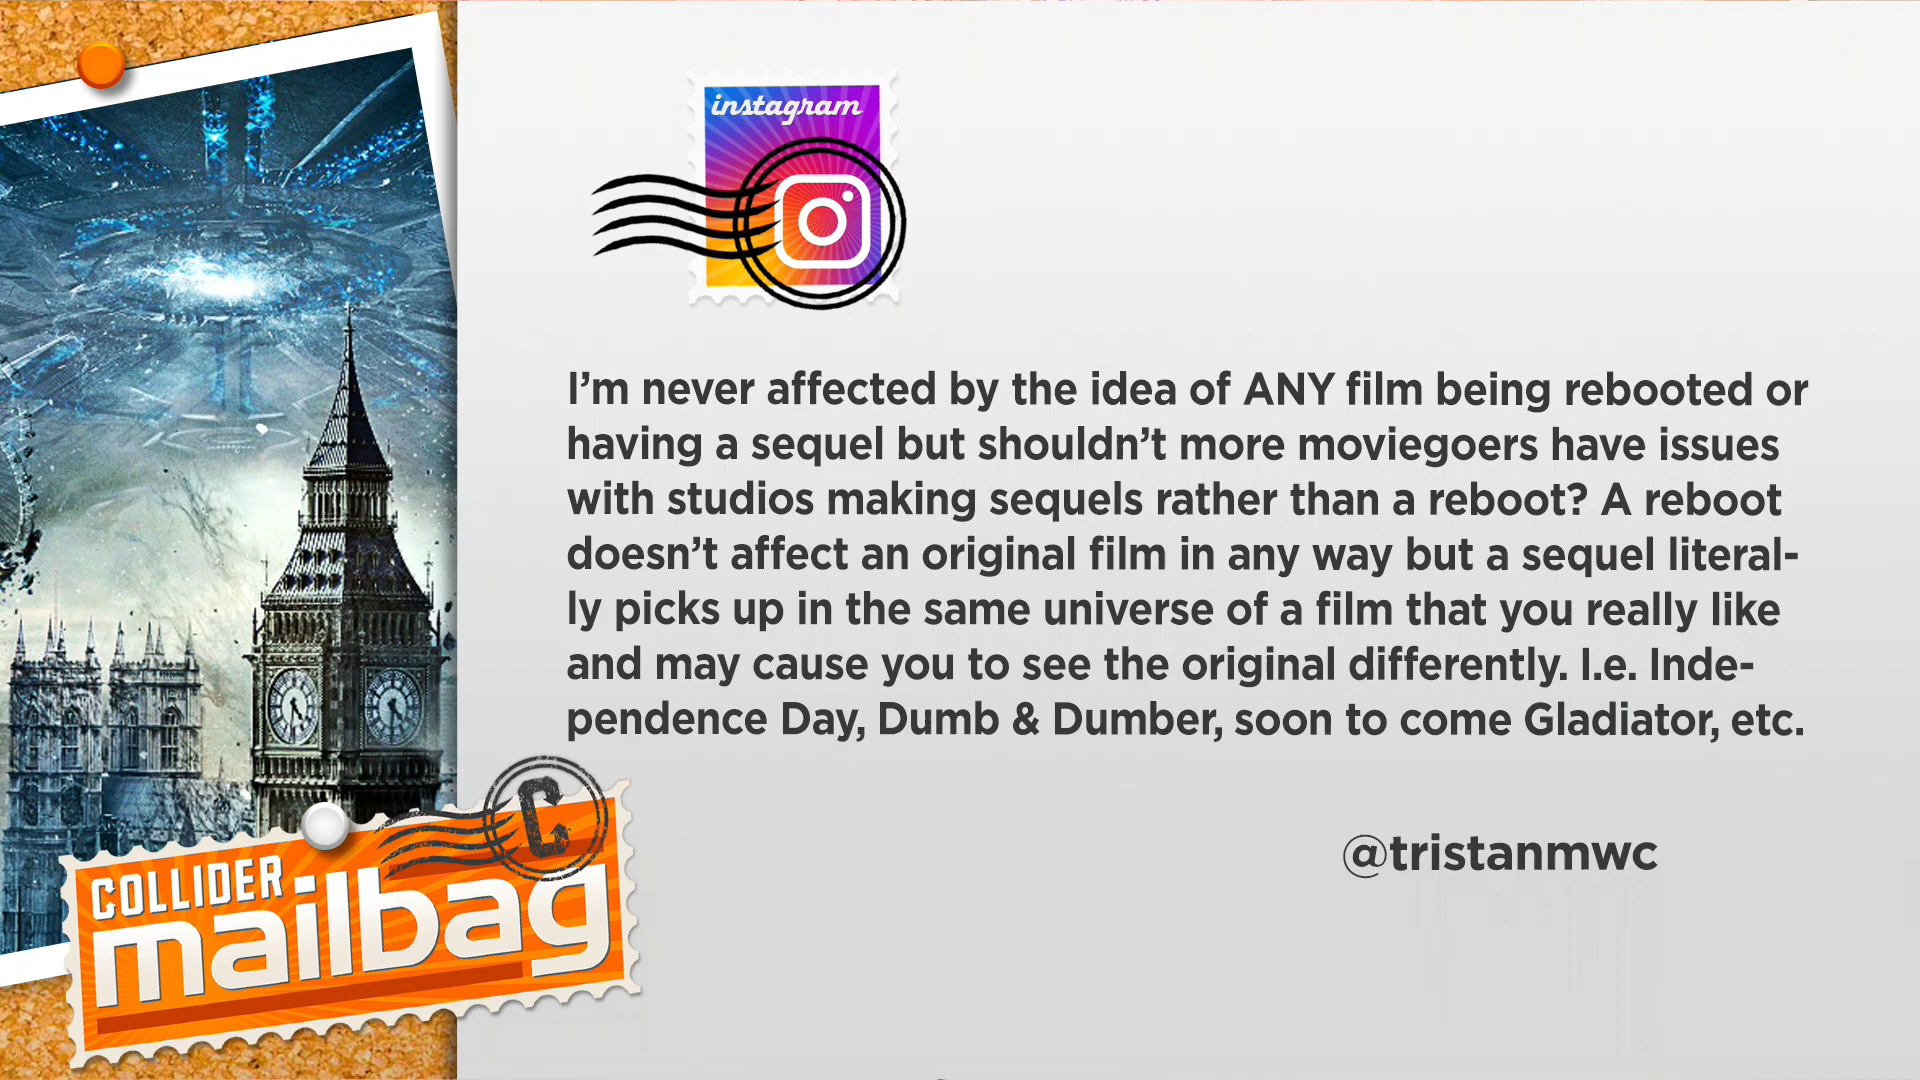 instagram
I'm never affected by the idea of ANY film being rebooted or
having a sequel but shouldn't more moviegoers have issues
with studios making sequels rather than a reboot? A reboot
doesn't affect an original film in any way but a sequel literal-
ly picks up in the same universe of a film that you really like
and may cause you to see the original differently. I.e. Inde-
pendence Day, Dumb & Dumber, soon to come Gladiator, etc.
@tristanmwc
C
COLLIDER
mailbag